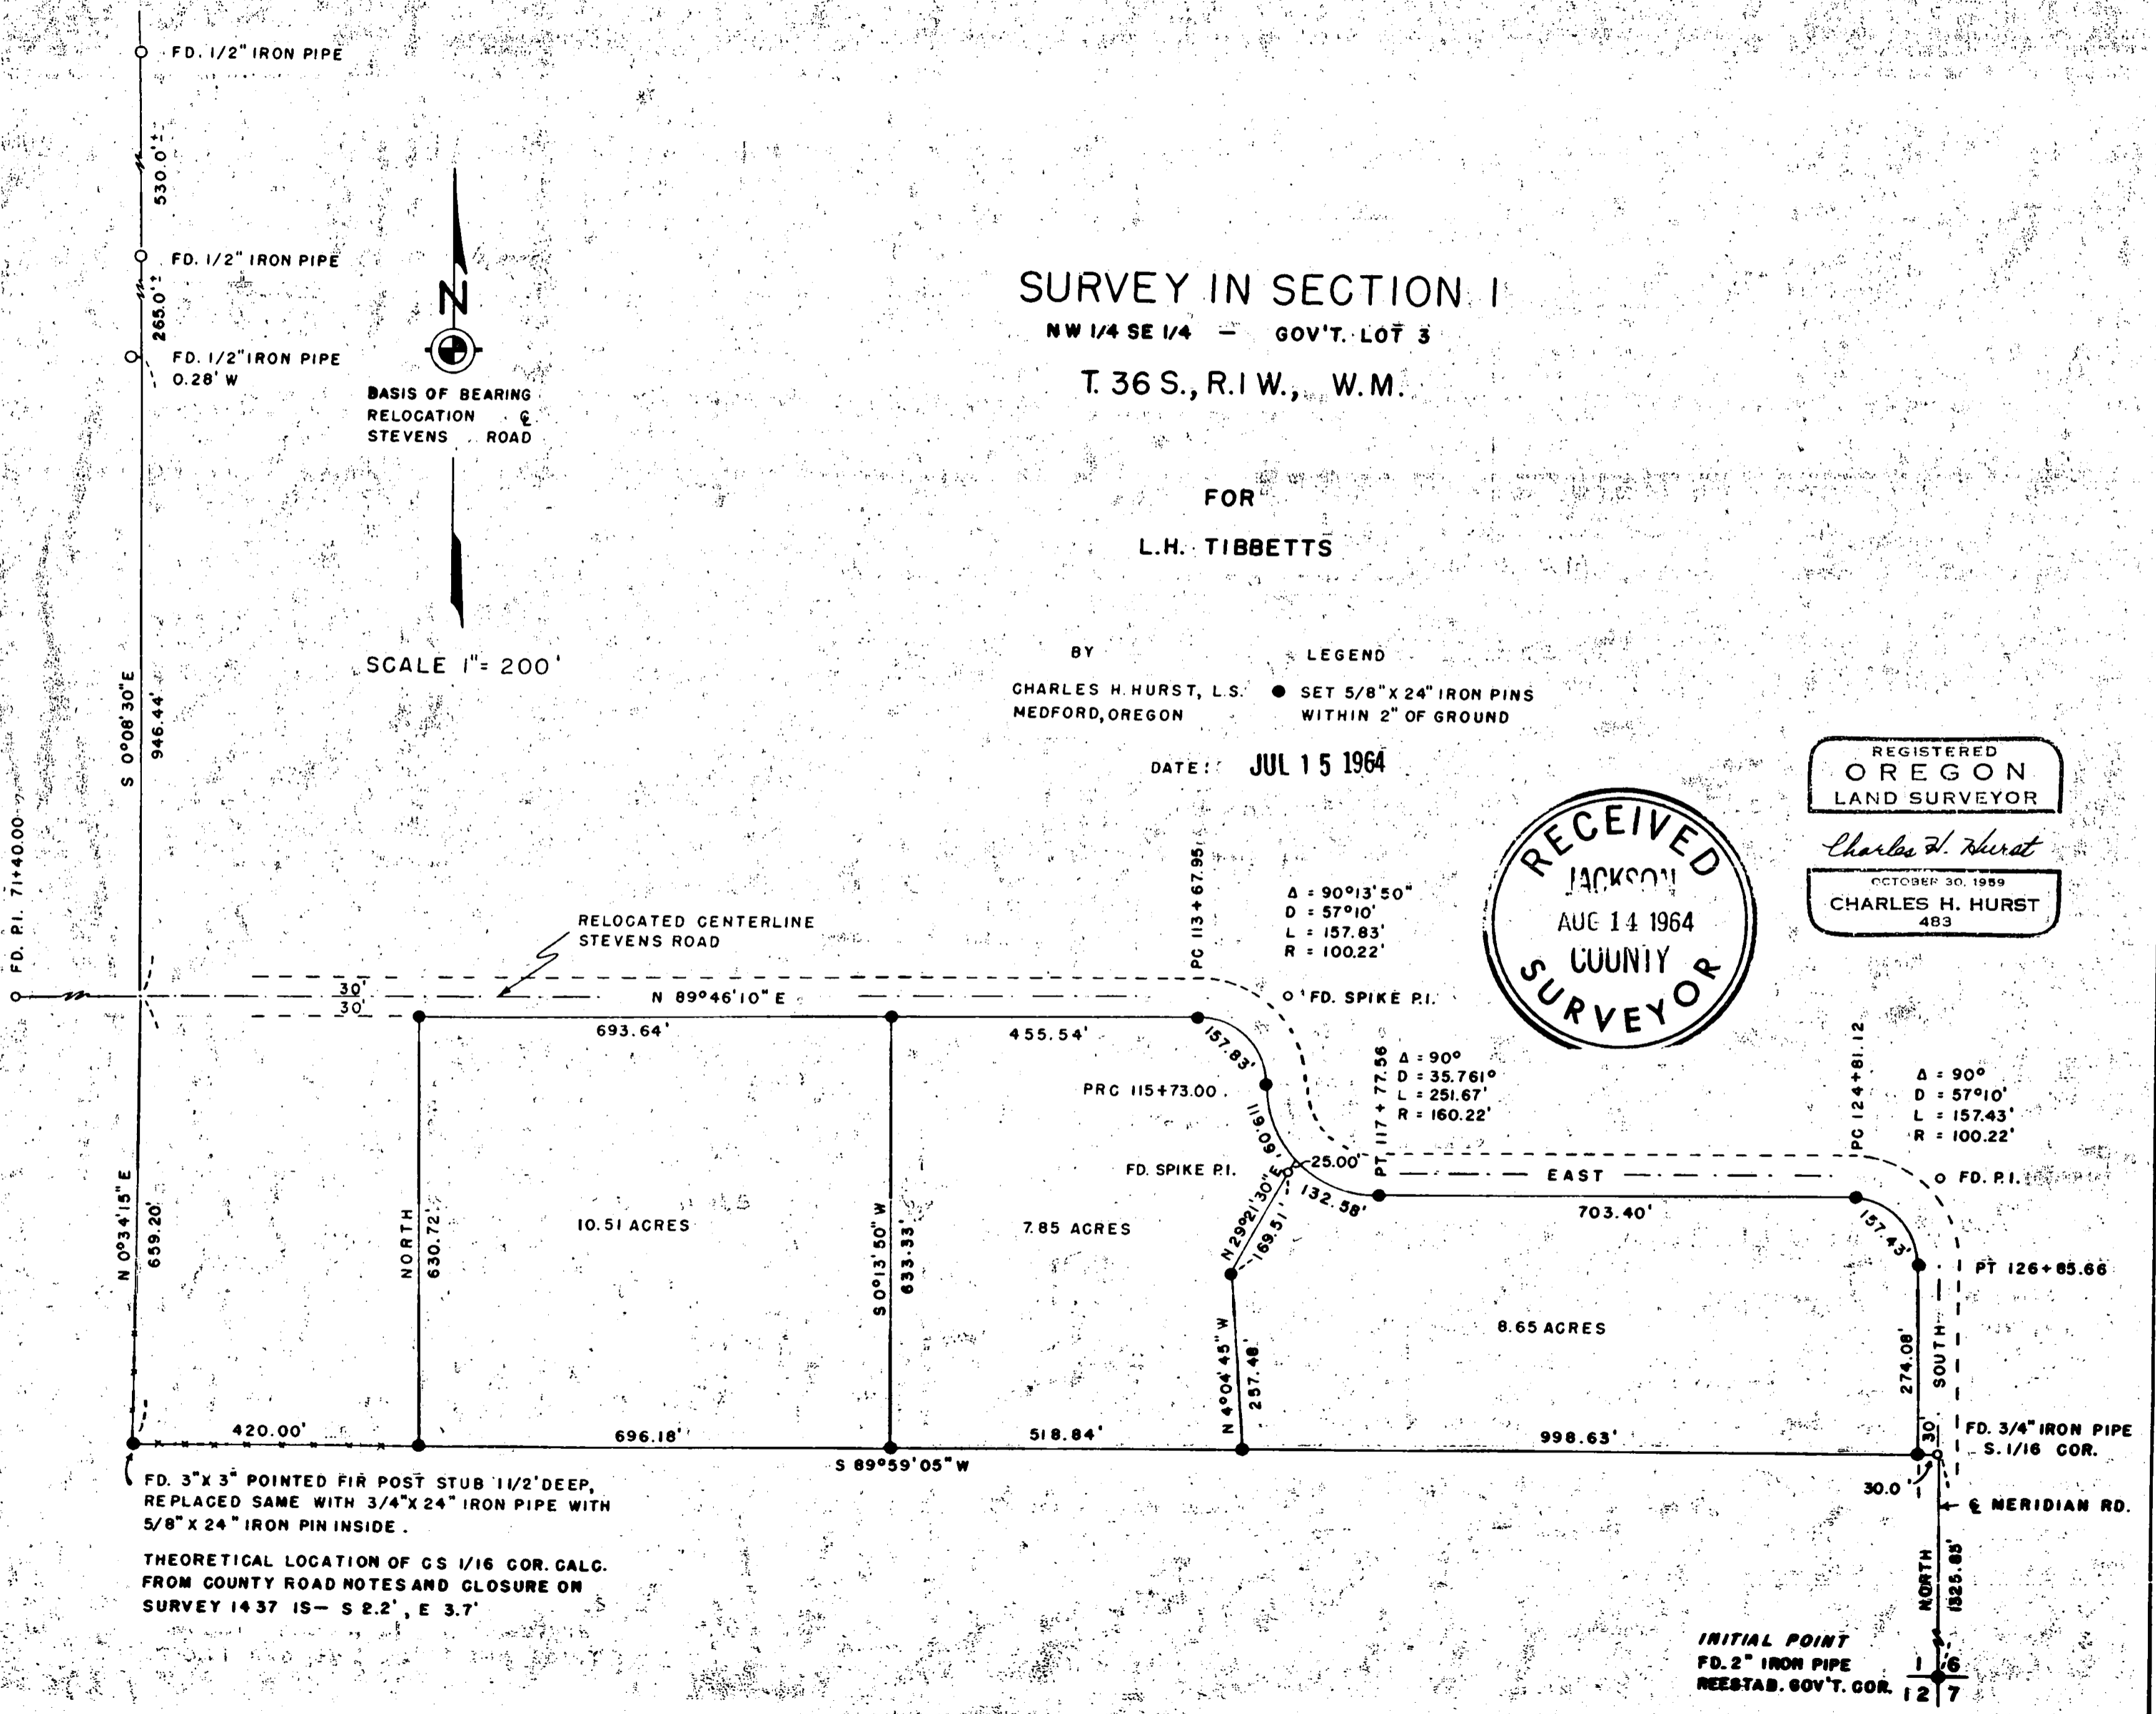 FD. 1/2" IRON PIPE
530.0'±
FD. 1/2" IRON PIPE
265.0'±
FD. 1/2" IRON PIPE
0.28' W
N
BASIS OF BEARING
RELOCATION ℄
STEVENS ROAD
SCALE 1"= 200'
SURVEY IN SECTION 1
NW 1/4 SE 1/4 — GOV'T. LOT 3
T. 36 S., R.1 W., W.M.
FOR
L.H. TIBBETTS
BY
CHARLES H. HURST, L.S.
MEDFORD, OREGON
LEGEND
● SET 5/8" X 24" IRON PINS
WITHIN 2" OF GROUND
DATE: JUL 15 1964
REGISTERED
OREGON
LAND SURVEYOR
Charles H. Hurst
OCTOBER 30, 1959
CHARLES H. HURST
483
RECEIVED
JACKSON
AUG 14 1964
COUNTY
SURVEYOR
S 0°08'30" E
946.44'
FD. P.I. 71+40.00
RELOCATED CENTERLINE
STEVENS ROAD
30'
30'
N 89°46'10" E
693.64'
455.54'
PC 113+67.95
Δ = 90°13'50"
D = 57°10'
L = 157.83'
R = 100.22'
FD. SPIKE P.I.
157.83'
PRC 115+73.00
119.09'
FD. SPIKE P.I.
25.00'
132.58'
PT 117+77.56
Δ = 90°
D = 35.761°
L = 251.67'
R = 160.22'
EAST
703.40'
PC 124+81.12
Δ = 90°
D = 57°10'
L = 157.43'
R = 100.22'
FD. P.I.
157.43'
PT 126+85.66
N 0°34'15" E
659.20'
NORTH
630.72'
10.51 ACRES
S 0°13'50" W
633.33'
7.85 ACRES
N 29°21'30" E
169.51'
N 4°04'45" W
257.48'
8.65 ACRES
274.08'
SOUTH
30'
FD. 3/4" IRON PIPE
S. 1/16 COR.
420.00'
696.18'
518.84'
998.63'
S 89°59'05" W
30.0'
℄ MERIDIAN RD.
FD. 3" X 3" POINTED FIR POST STUB 1 1/2' DEEP,
REPLACED SAME WITH 3/4" X 24" IRON PIPE WITH
5/8" X 24" IRON PIN INSIDE.
THEORETICAL LOCATION OF CS 1/16 COR. CALC.
FROM COUNTY ROAD NOTES AND CLOSURE ON
SURVEY 1437 IS— S 2.2', E 3.7'
NORTH
1325.85'
INITIAL POINT
FD. 2" IRON PIPE
REESTAB. GOV'T. COR.
1 6
12 7